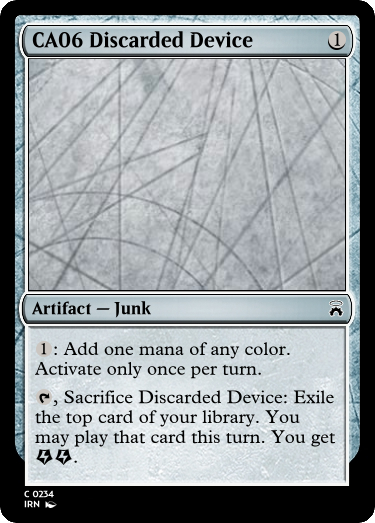 CA06 Discarded Device 1
Artifact — Junk
1: Add one mana of any color.
Activate only once per turn.
, Sacrifice Discarded Device: Exile
the top card of your library. You
may play that card this turn. You get
.
C 0234
IRN